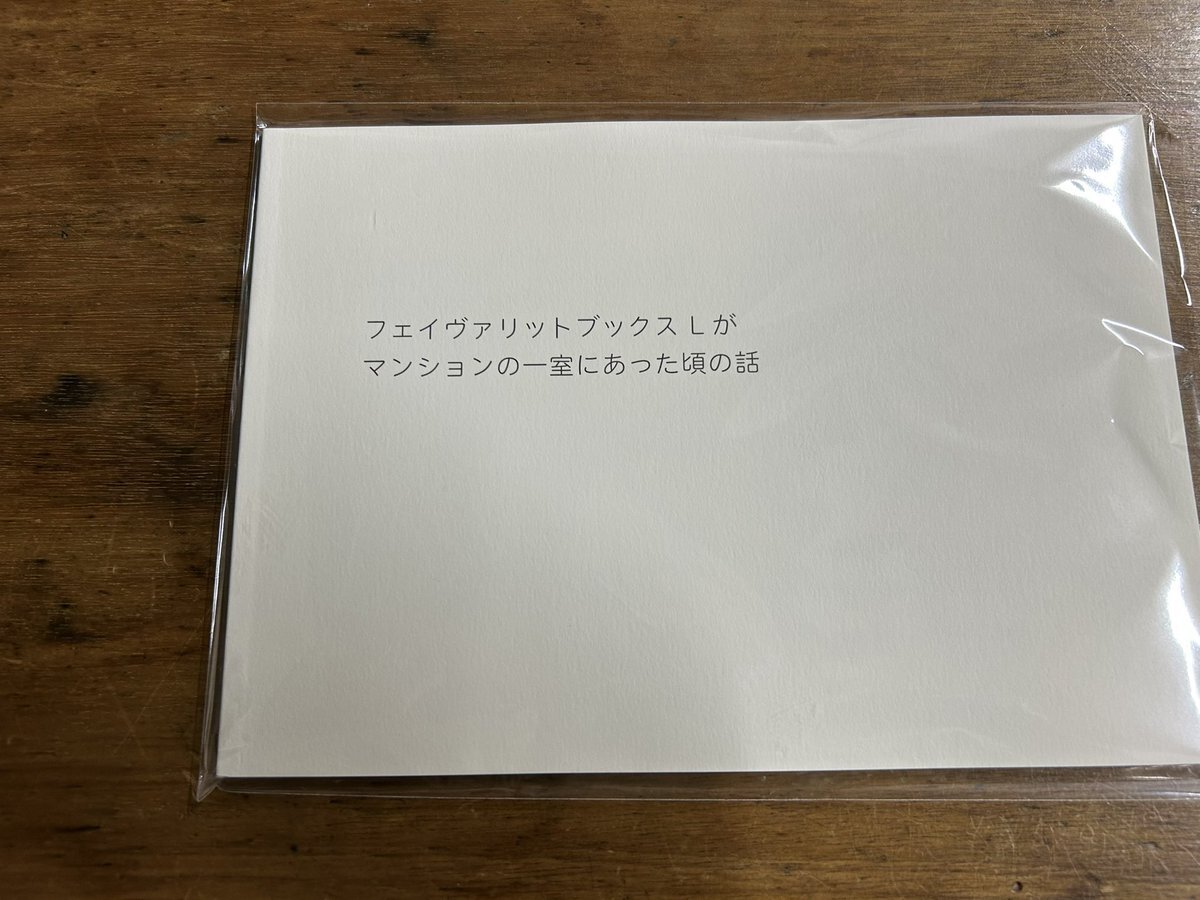 フェイヴァリットブックス L が
マンションの一室にあった頃の話